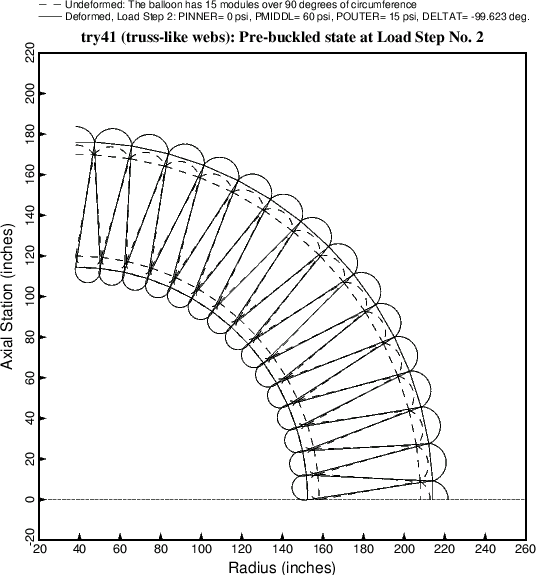 Undeformed: The balloon has 15 modules over 90 degrees of circumference
Deformed, Load Step 2: PINNER= 0 psi, PMIDDL= 60 psi, POUTER= 15 psi, DELTAT= -99.623 deg.
try41 (truss-like webs): Pre-buckled state at Load Step No. 2
220
200
180
160
140
120
100
80
60
40
20
0
-20
Axial Station (inches)
20 40 60 80 100 120 140 160 180 200 220 240 260
Radius (inches)